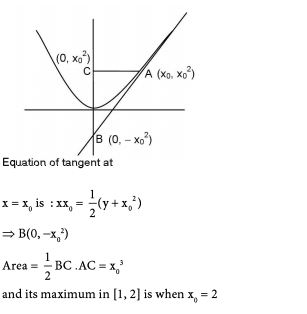 (0, x₀²)
C
A (x₀, x₀²)
B (0, – x₀²)
Equation of tangent at
x = x₀ is : xx₀ = 1/2(y + x₀²)
⇒ B(0, –x₀²)
Area = 1/2 BC .AC = x₀³
and its maximum in [1, 2] is when x₀ = 2